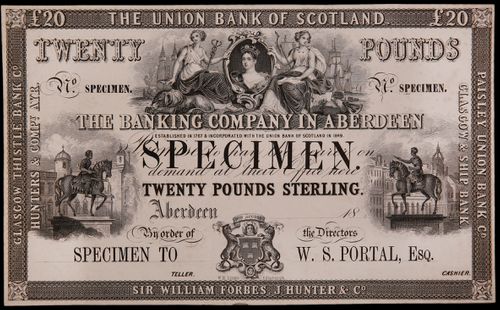 £20 THE UNION BANK OF SCOTLAND. £20
TWENTY POUNDS
No SPECIMEN. No SPECIMEN.
THE BANKING COMPANY IN ABERDEEN
ESTABLISHED IN 1767 & INCORPORATED WITH THE UNION BANK OF SCOTLAND IN 1849.
on
SPECIMEN.
demand at their Office here
TWENTY POUNDS STERLING.
Aberdeen 18
By order of the Directors
SPECIMEN TO W. S. PORTAL, ESQ.
TELLER. CASHIER.
SIR WILLIAM FORBES, J. HUNTER & Co
GLASGOW THISTLE BANK Co
HUNTERS & COMPY AYR.
PAISLEY UNION BANK Co
GLASGOW & SHIP BANK